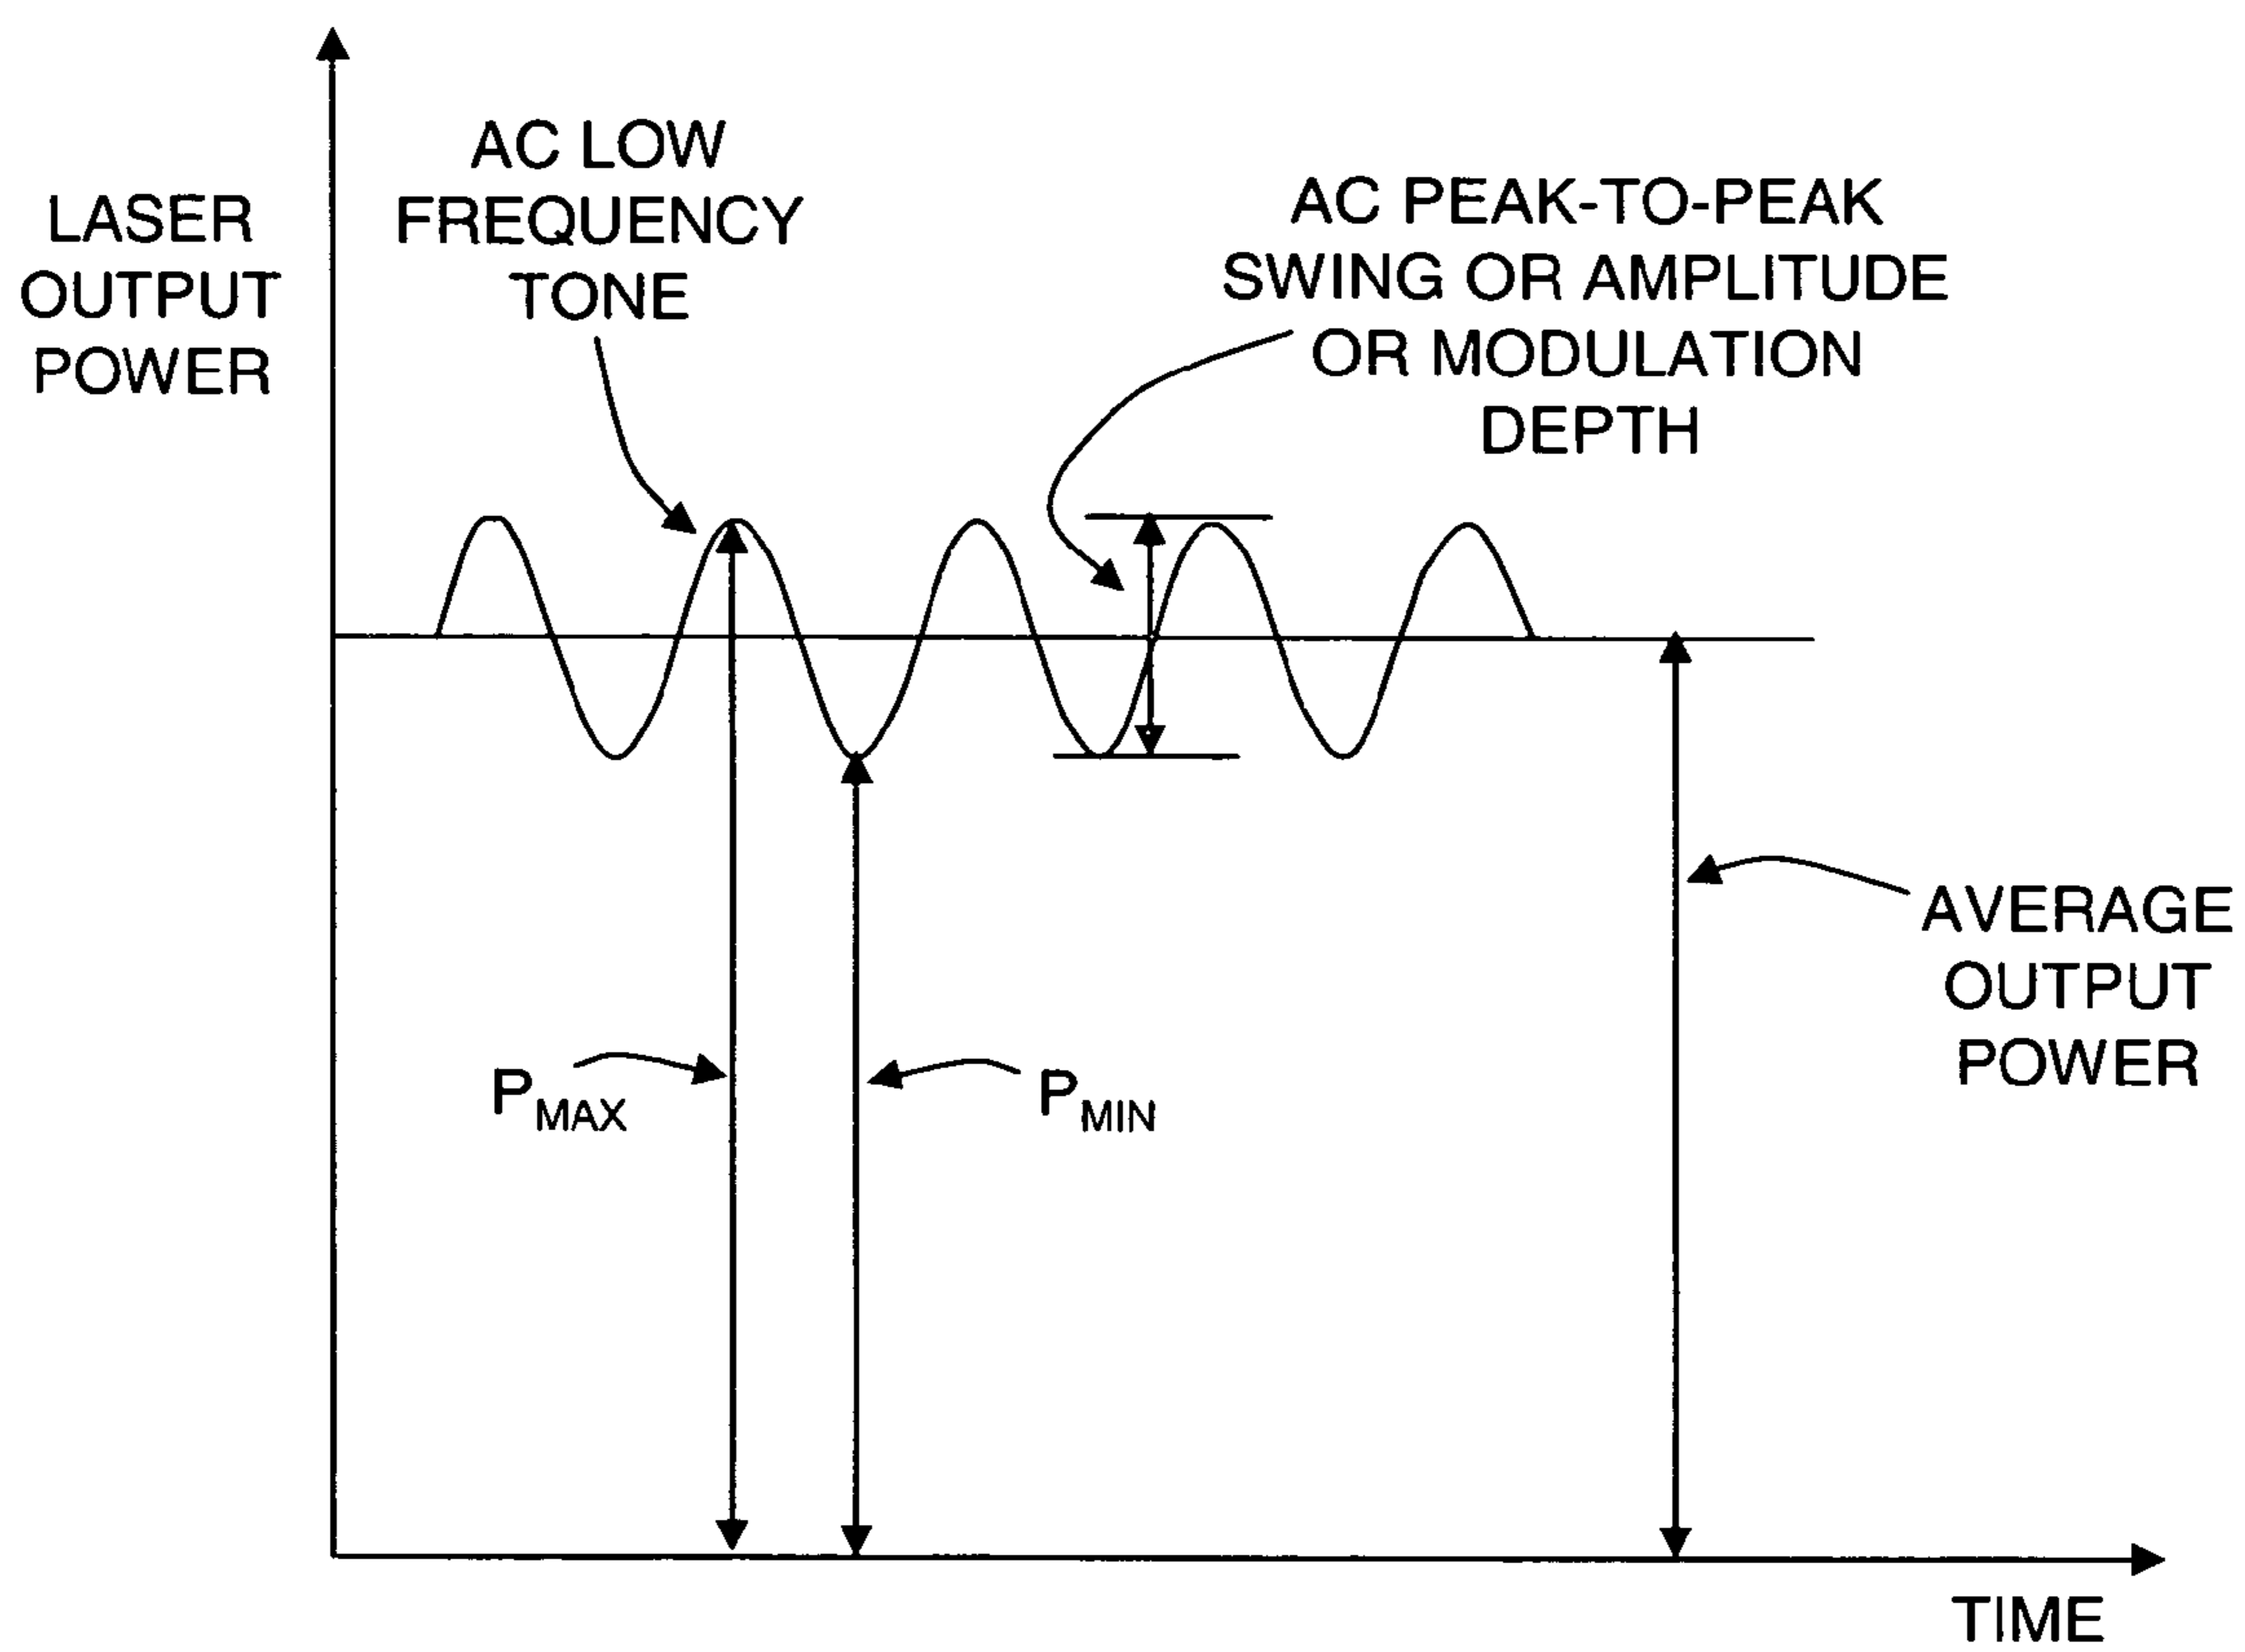 LASER
OUTPUT
POWER
AC LOW
FREQUENCY
TONE
AC PEAK-TO-PEAK
SWING OR AMPLITUDE
OR MODULATION
DEPTH
PMAX
PMIN
AVERAGE
OUTPUT
POWER
TIME